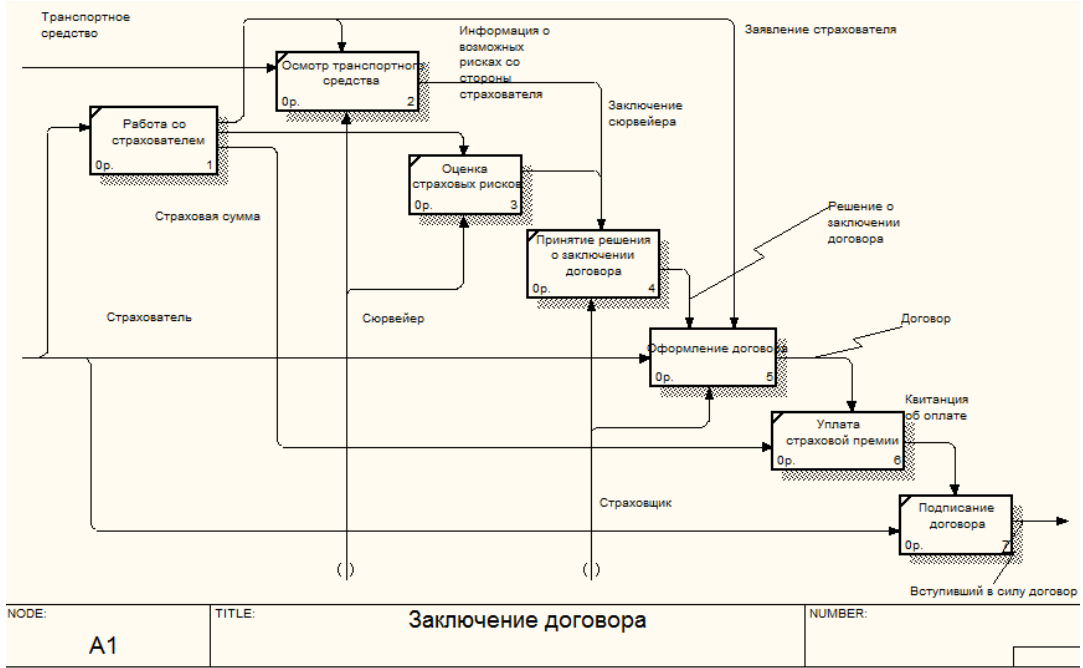 Транспортное
средство
Информация о
возможных
рисках со
стороны
страхователя
Заявление страхователя
Осмотр транспортного
средства
0р. 2
Заключение
сюрвейера
Работа со
страхователем
0р. 1
Оценка
страховых рисков
0р. 3
Страховая сумма
Решение о
заключении
договора
Принятие решения
о заключении
договора
0р. 4
Страхователь
Сюрвейер
Договор
Оформление договора
0р. 5
Квитанция
об оплате
Уплата
страховой премии
0р. 6
Страховщик
Подписание
договора
0р. 7
Вступивший в силу договор
NODE:
A1
TITLE:
Заключение договора
NUMBER: